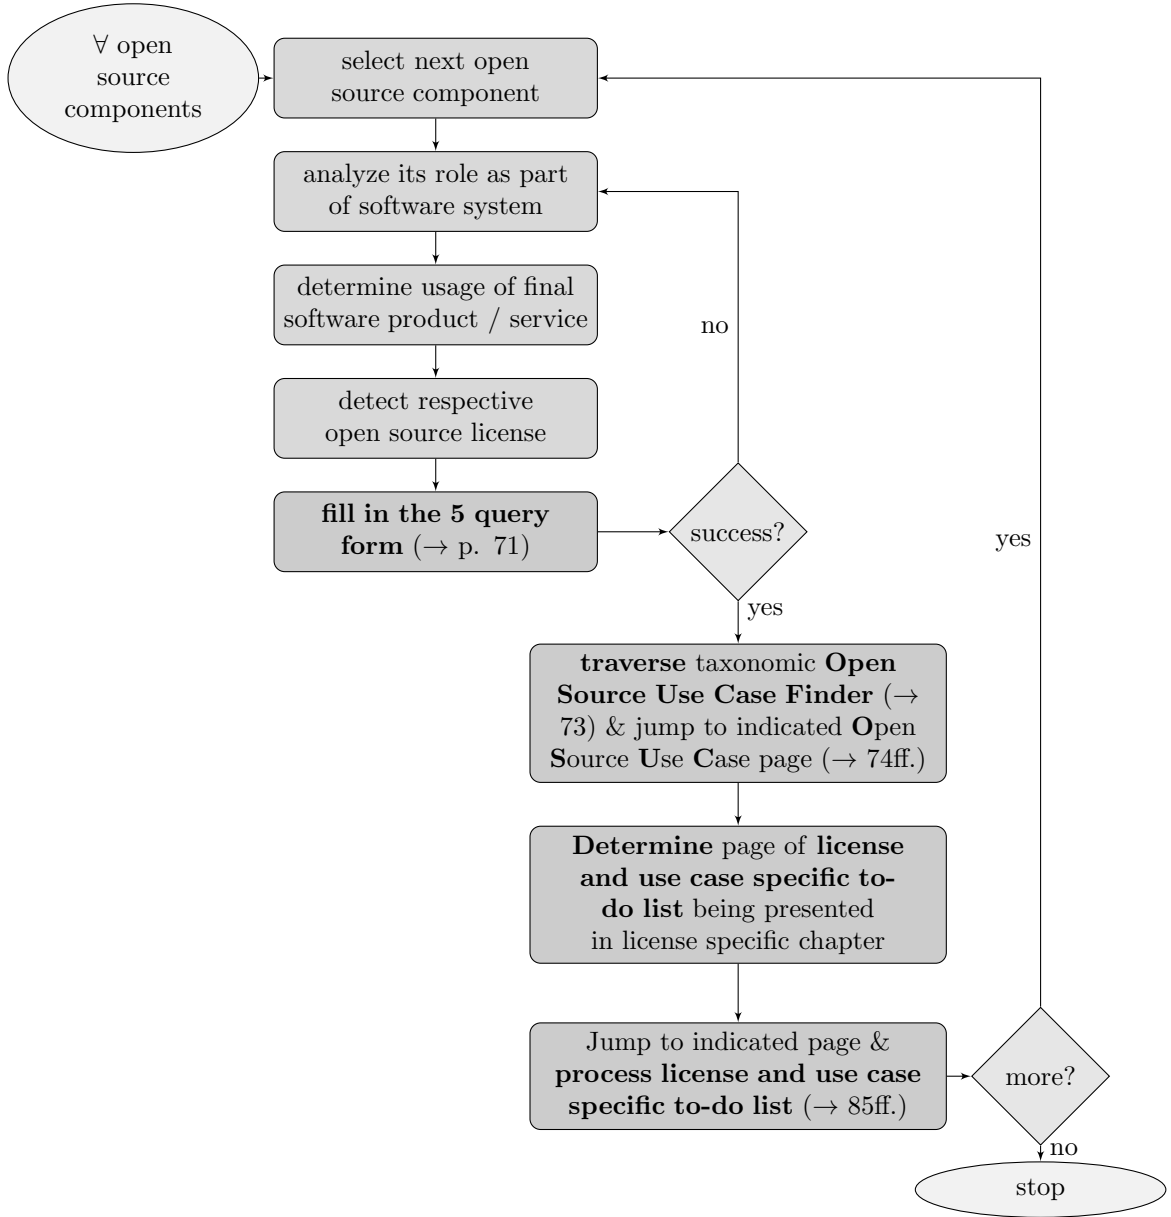 ∀ open
source
components
select next open
source component
analyze its role as part
of software system
determine usage of final
software product / service
no
detect respective
open source license
fill in the 5 query
form (→ p. 71)
success?
yes
yes
traverse taxonomic Open
Source Use Case Finder (→
73) & jump to indicated Open
Source Use Case page (→ 74ff.)
Determine page of license
and use case specific to-
do list being presented
in license specific chapter
Jump to indicated page &
process license and use case
specific to-do list (→ 85ff.)
more?
no
stop